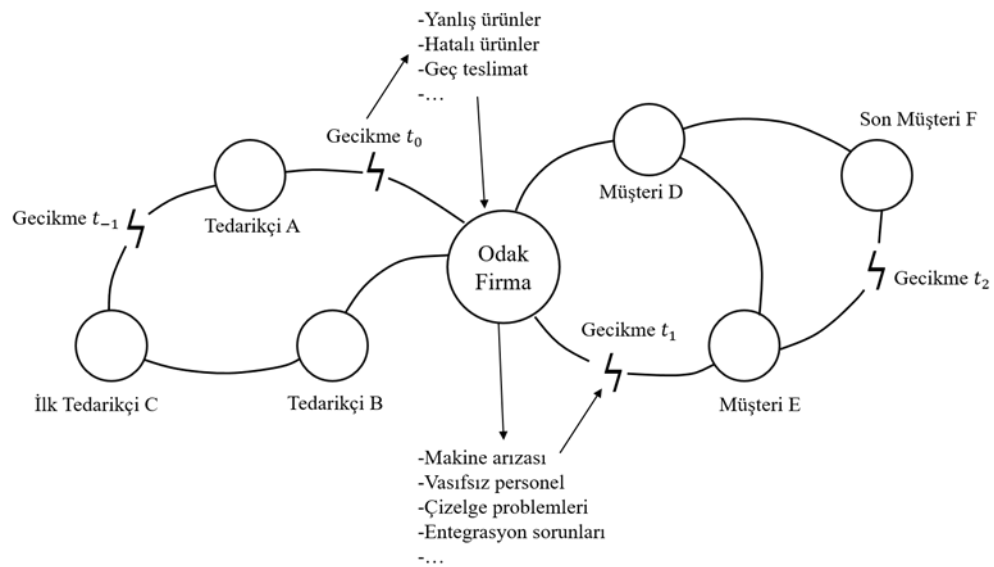 -Yanlış ürünler
-Hatalı ürünler
-Geç teslimat
-…
Gecikme t₀
Son Müşteri F
Müşteri D
Gecikme t₋₁
Tedarikçi A
Odak
Firma
Gecikme t₂
Gecikme t₁
İlk Tedarikçi C
Tedarikçi B
Müşteri E
-Makine arızası
-Vasıfsız personel
-Çizelge problemleri
-Entegrasyon sorunları
-…